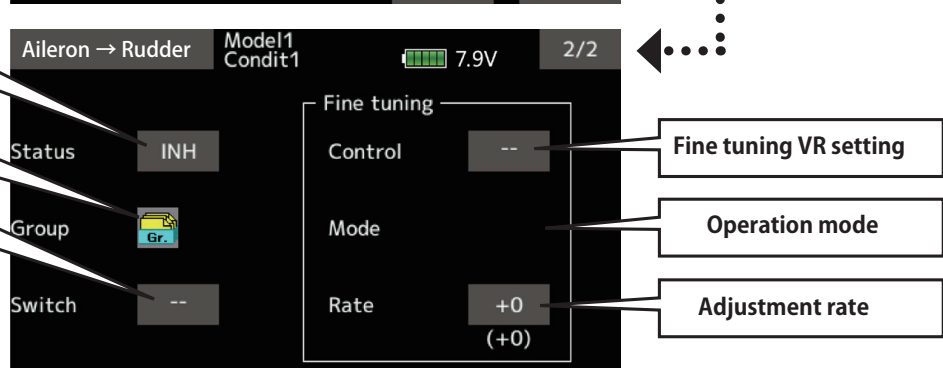 Aiileron → Rudder Model1 Condit1 7.9V 2/2
Fine tuning
Status INH Control --
Fine tuning VR setting
Group Gr. Mode
Operation mode
Switch -- Rate +0
Adjustment rate
(+0)